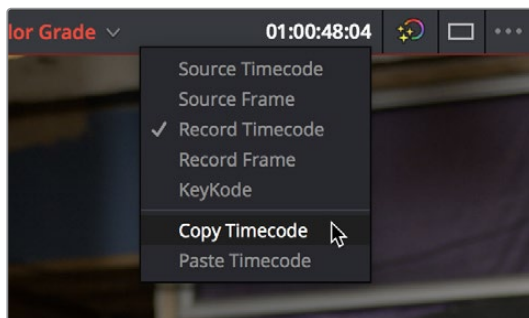 lor Grade 01:00:48:04
Source Timecode
Source Frame
Record Timecode
Record Frame
KeyKode
Copy Timecode
Paste Timecode